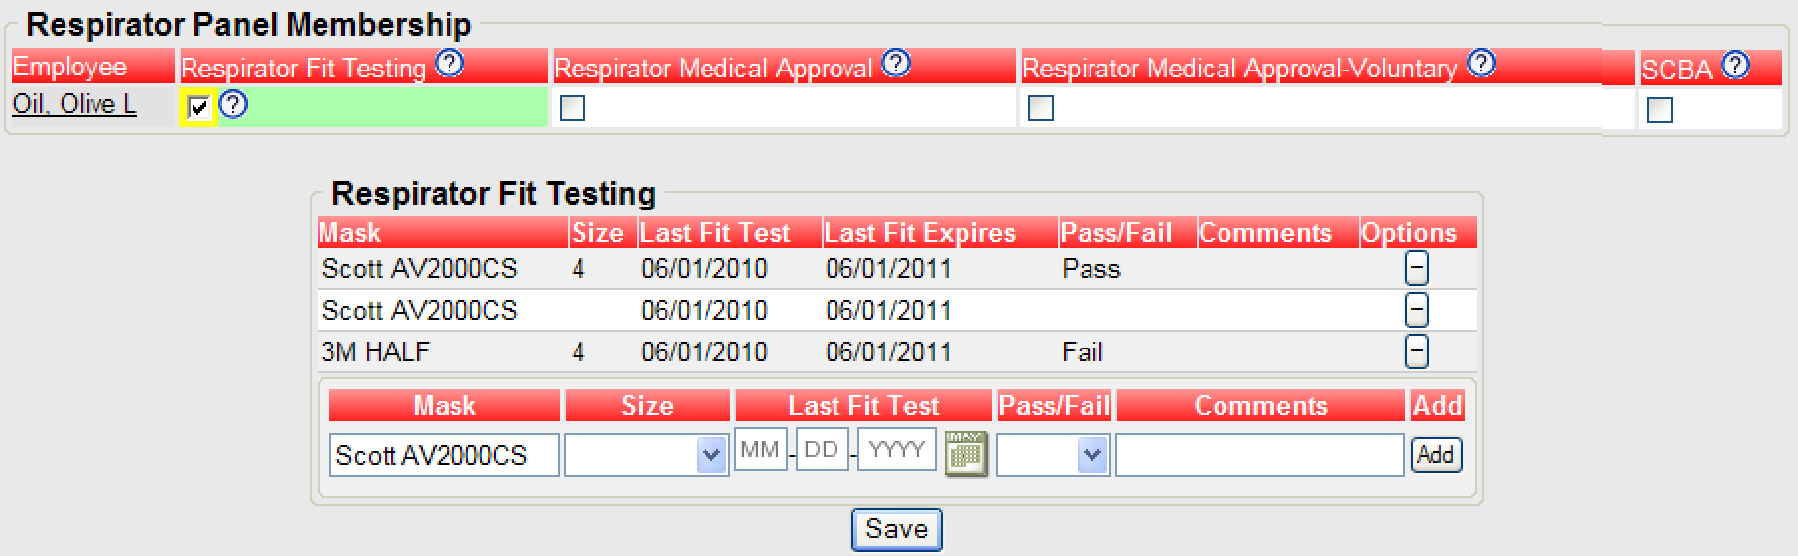 Respirator Panel Membership
Employee Respirator Fit Testing ? Respirator Medical Approval ? Respirator Medical Approval-Voluntary ? SCBA ?
Oil, Olive L ?
Respirator Fit Testing
Mask Size Last Fit Test Last Fit Expires Pass/Fail Comments Options
Scott AV2000CS 4 06/01/2010 06/01/2011 Pass −
Scott AV2000CS 06/01/2010 06/01/2011 −
3M HALF 4 06/01/2010 06/01/2011 Fail −
Mask Size Last Fit Test Pass/Fail Comments Add
Scott AV2000CS MM - DD - YYYY MAY Add
Save